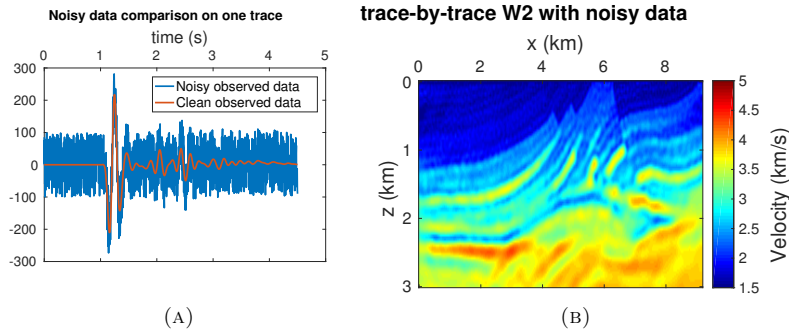 Noisy data comparison on one trace
time (s)
0 1 2 3 4 5
300
200
100
0
-100
-200
-300
Noisy observed data
Clean observed data
(A)
trace-by-trace W2 with noisy data
x (km)
0 2 4 6 8
0
1
2
3
z (km)
5
4.5
4
3.5
3
2.5
2
1.5
Velocity (km/s)
(B)